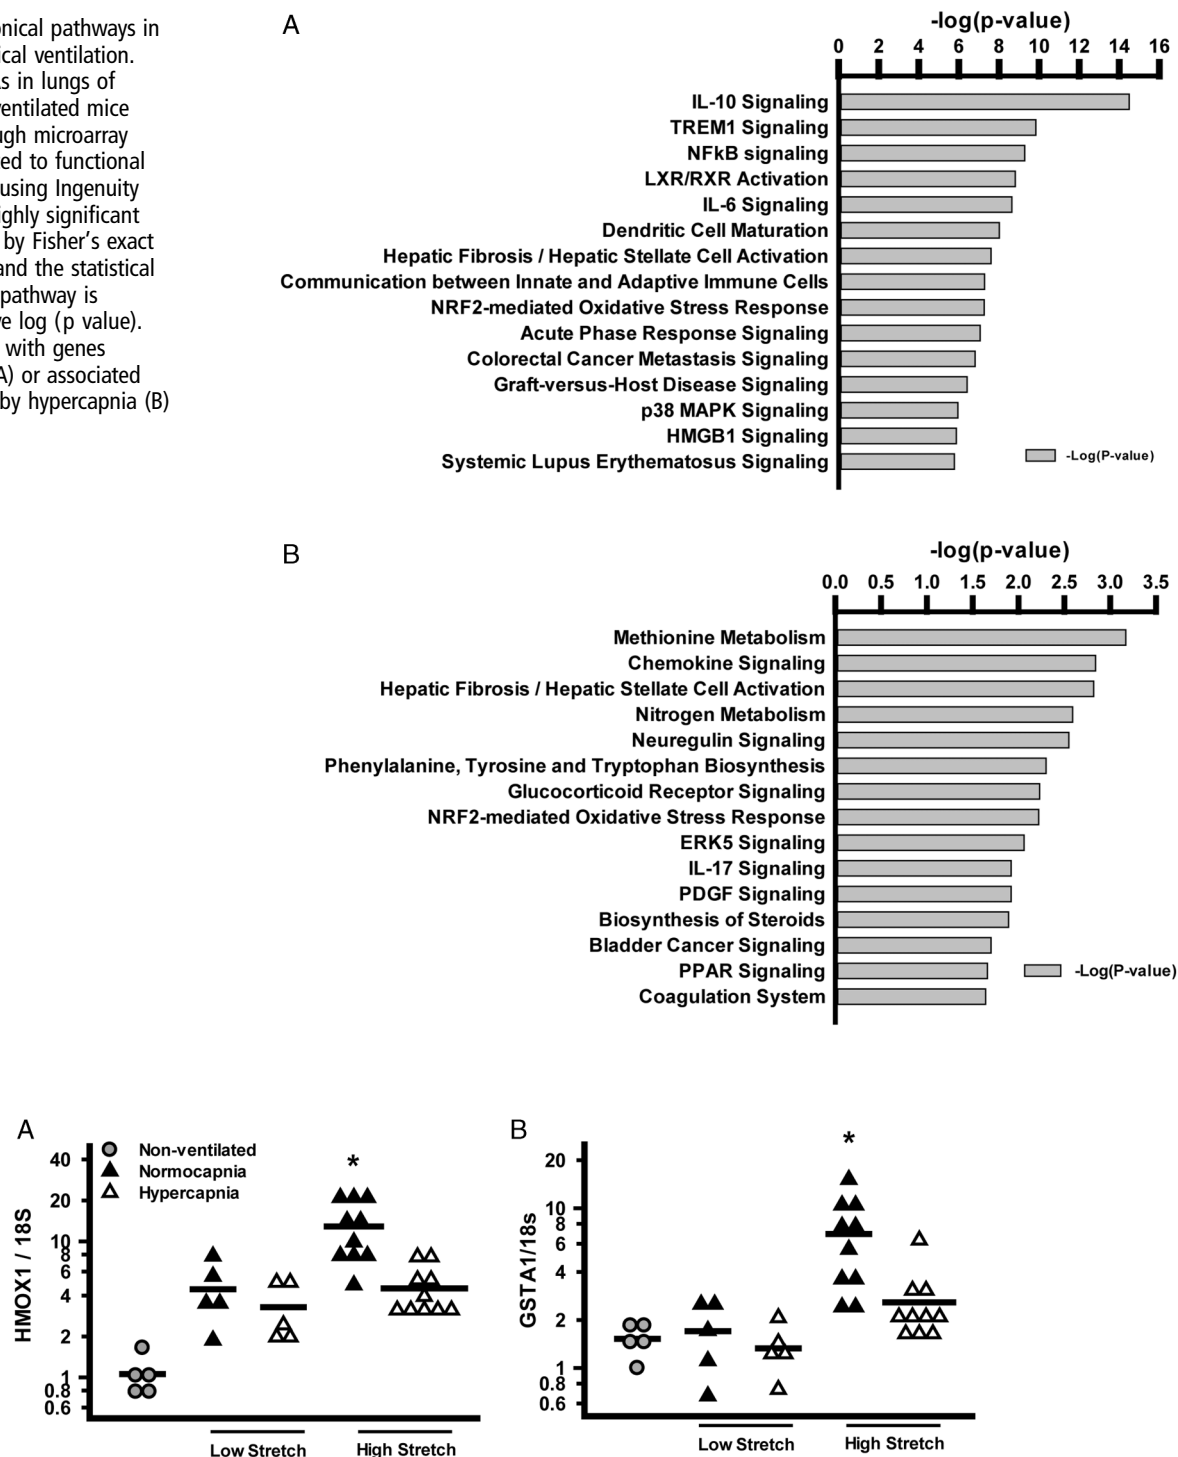 onical pathways in
ical ventilation.
s in lungs of
ventilated mice
ugh microarray
ed to functional
using Ingenuity
ighly significant
by Fisher's exact
and the statistical
pathway is
ve log (p value).
with genes
A) or associated
by hypercapnia (B)
A
-log(p-value)
0 2 4 6 8 10 12 14 16
IL-10 Signaling
TREM1 Signaling
NFkB signaling
LXR/RXR Activation
IL-6 Signaling
Dendritic Cell Maturation
Hepatic Fibrosis / Hepatic Stellate Cell Activation
Communication between Innate and Adaptive Immune Cells
NRF2-mediated Oxidative Stress Response
Acute Phase Response Signaling
Colorectal Cancer Metastasis Signaling
Graft-versus-Host Disease Signaling
p38 MAPK Signaling
HMGB1 Signaling
Systemic Lupus Erythematosus Signaling
-Log(P-value)
B
-log(p-value)
0.0 0.5 1.0 1.5 2.0 2.5 3.0 3.5
Methionine Metabolism
Chemokine Signaling
Hepatic Fibrosis / Hepatic Stellate Cell Activation
Nitrogen Metabolism
Neuregulin Signaling
Phenylalanine, Tyrosine and Tryptophan Biosynthesis
Glucocorticoid Receptor Signaling
NRF2-mediated Oxidative Stress Response
ERK5 Signaling
IL-17 Signaling
PDGF Signaling
Biosynthesis of Steroids
Bladder Cancer Signaling
PPAR Signaling
Coagulation System
-Log(P-value)
A
HMOX1 / 18S
40
20
10
8
6
4
2
1
0.8
0.6
Non-ventilated
Normocapnia
Hypercapnia
*
Low Stretch
High Stretch
B
GSTA1/18s
20
10
8
6
4
2
1
0.8
0.6
*
Low Stretch
High Stretch